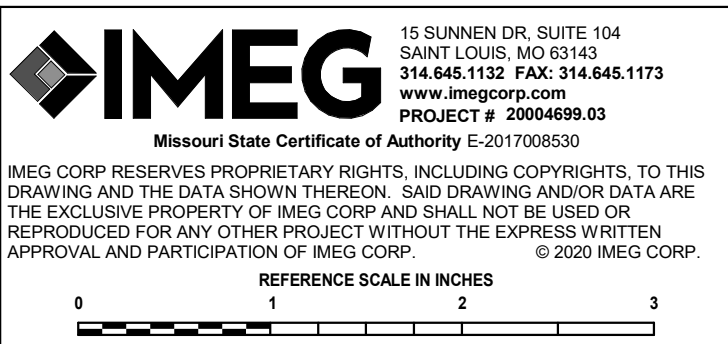 IMEG
15 SUNNEN DR, SUITE 104
SAINT LOUIS, MO 63143
314.645.1132 FAX: 314.645.1173
www.imegcorp.com
PROJECT # 20004699.03
Missouri State Certificate of Authority E-2017008530
IMEG CORP RESERVES PROPRIETARY RIGHTS, INCLUDING COPYRIGHTS, TO THIS
DRAWING AND THE DATA SHOWN THEREON. SAID DRAWING AND/OR DATA ARE
THE EXCLUSIVE PROPERTY OF IMEG CORP AND SHALL NOT BE USED OR
REPRODUCED FOR ANY OTHER PROJECT WITHOUT THE EXPRESS WRITTEN
APPROVAL AND PARTICIPATION OF IMEG CORP. © 2020 IMEG CORP.
REFERENCE SCALE IN INCHES
0 1 2 3